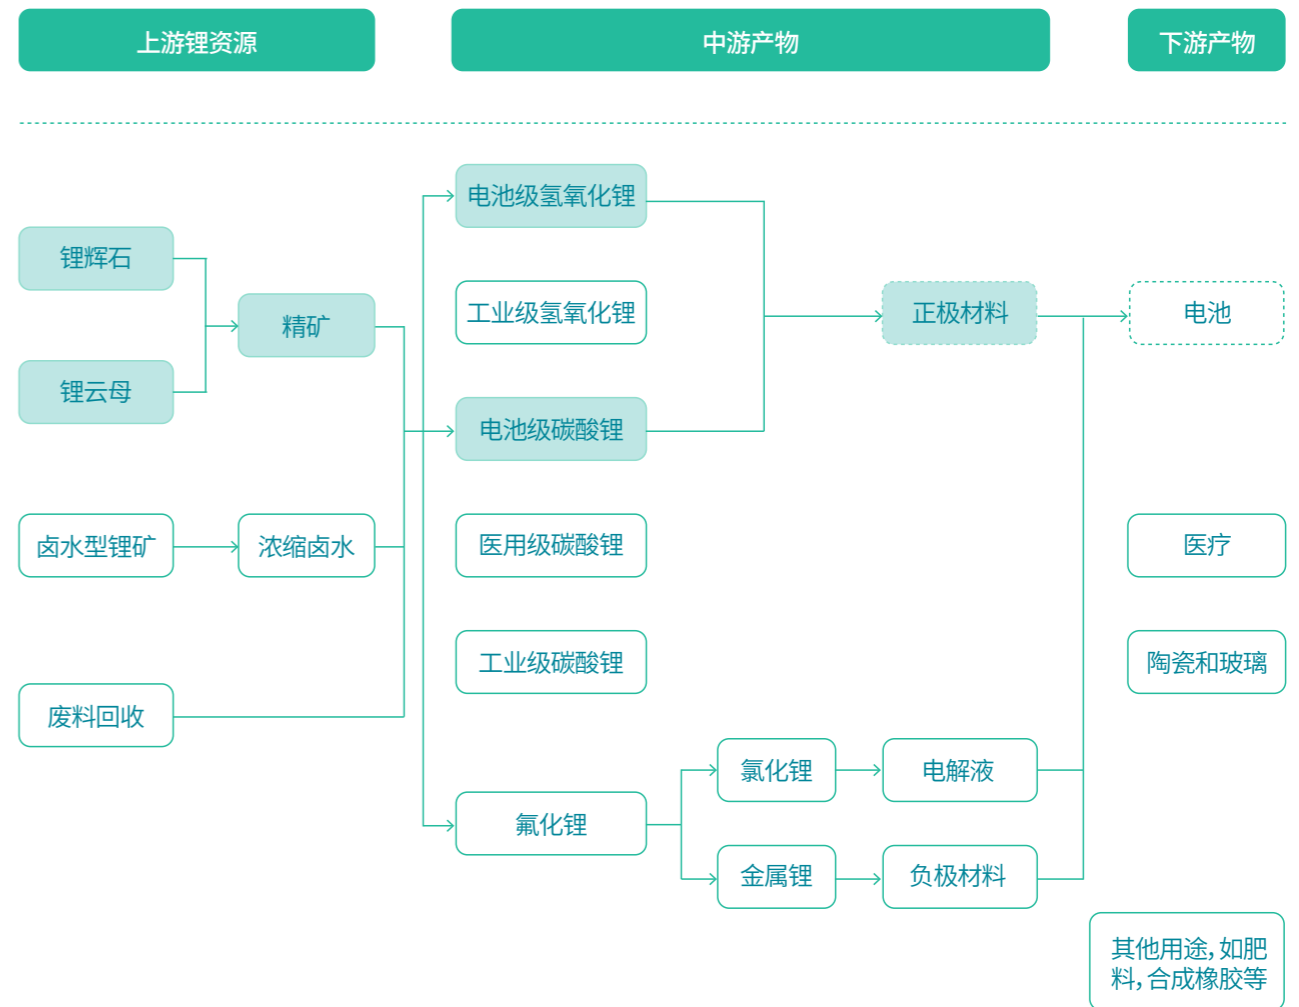 上游锂资源
中游产物
下游产物
锂辉石
锂云母
精矿
卤水型锂矿
浓缩卤水
废料回收
电池级氢氧化锂
工业级氢氧化锂
电池级碳酸锂
医用级碳酸锂
工业级碳酸锂
氟化锂
氯化锂
金属锂
正极材料
电解液
负极材料
电池
医疗
陶瓷和玻璃
其他用途，如肥
料，合成橡胶等